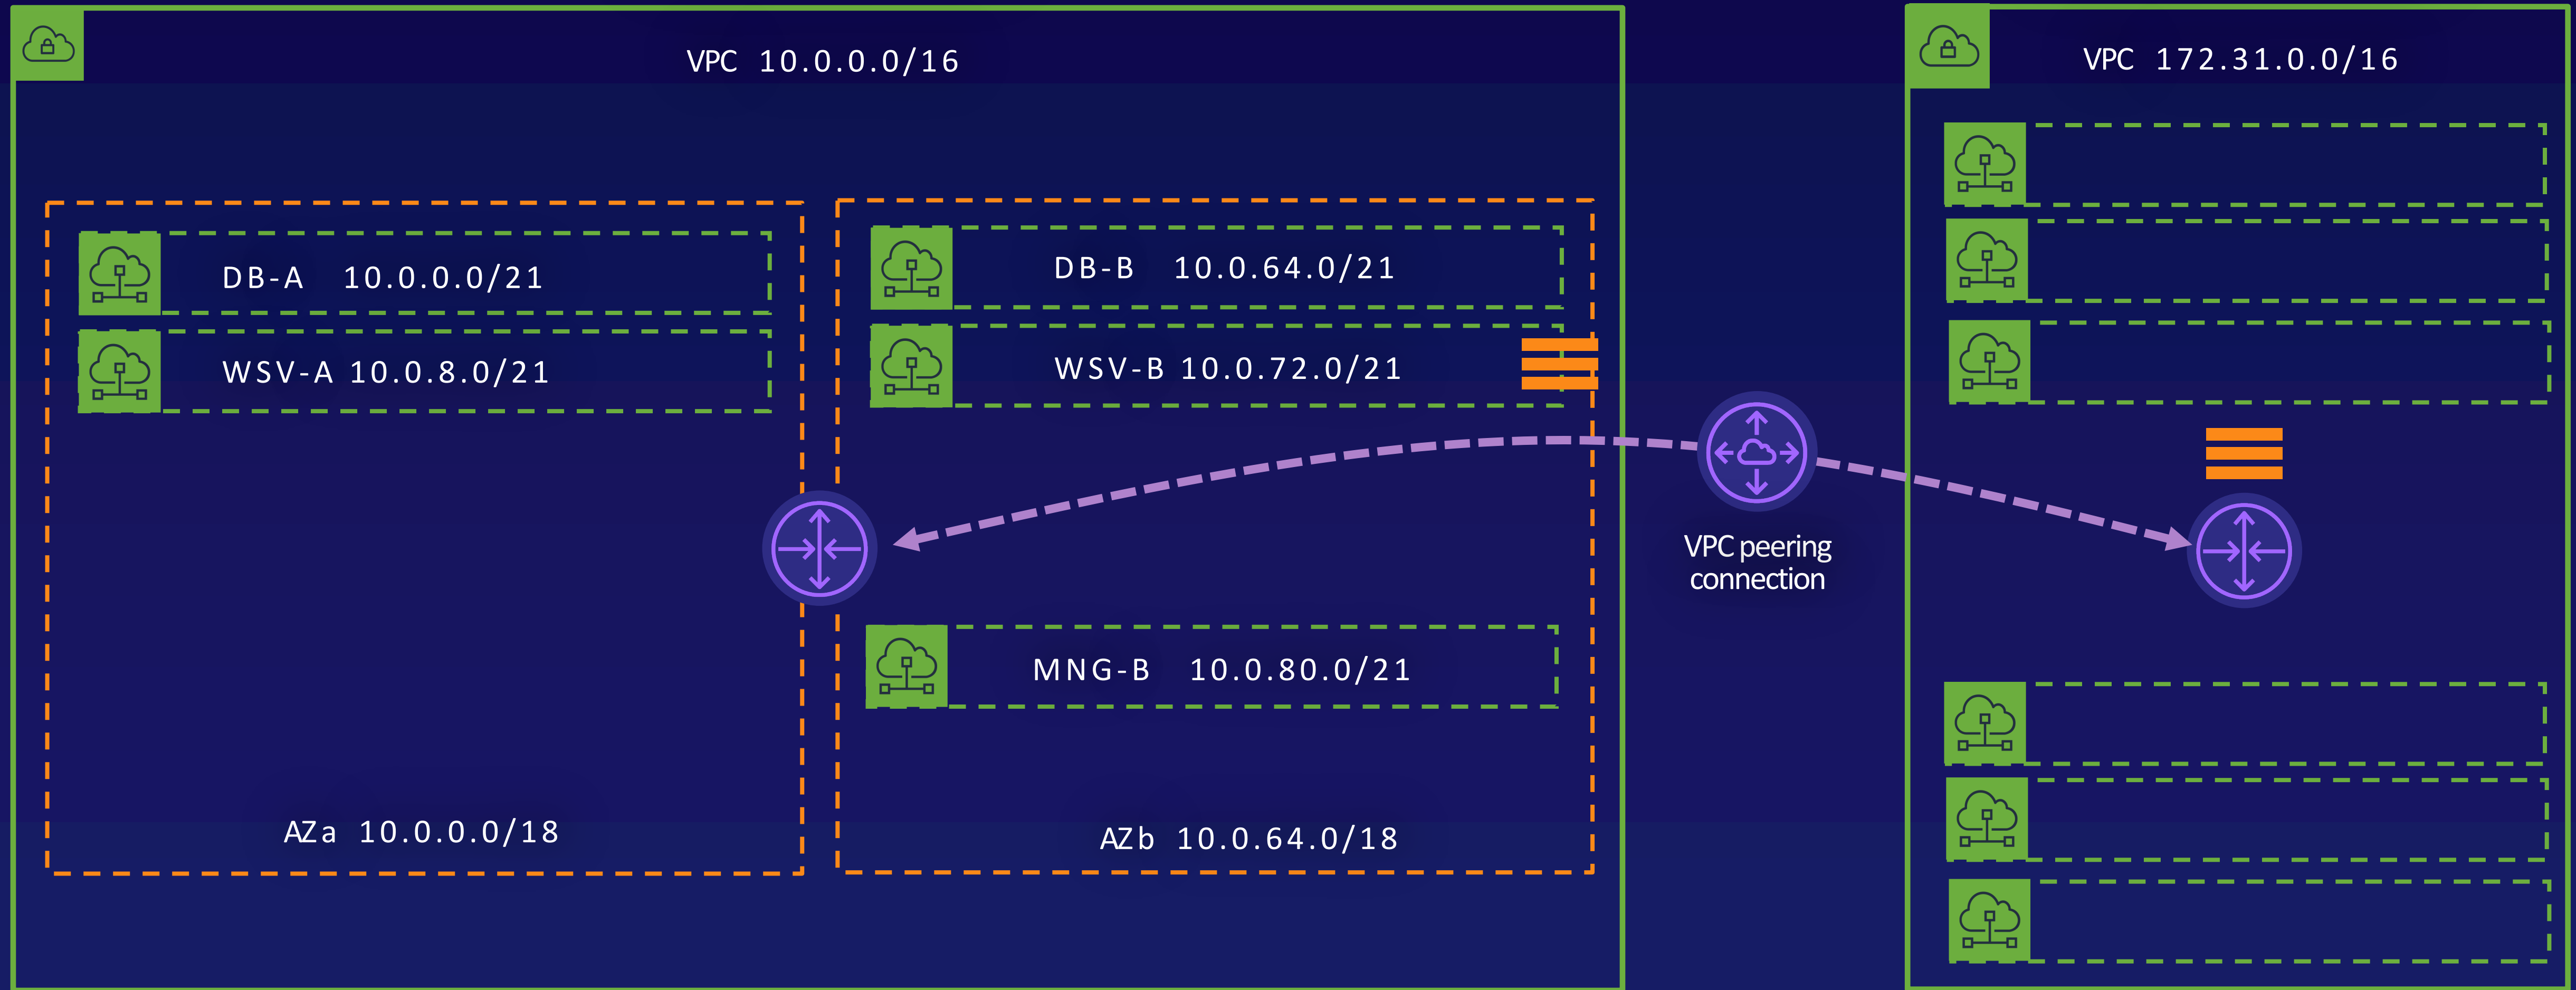 VPC 10.0.0.0/16
VPC 172.31.0.0/16
DB-A 10.0.0.0/21
WSV-A 10.0.8.0/21
DB-B 10.0.64.0/21
WSV-B 10.0.72.0/21
VPC peering
connection
MNG-B 10.0.80.0/21
AZa 10.0.0.0/18
AZb 10.0.64.0/18